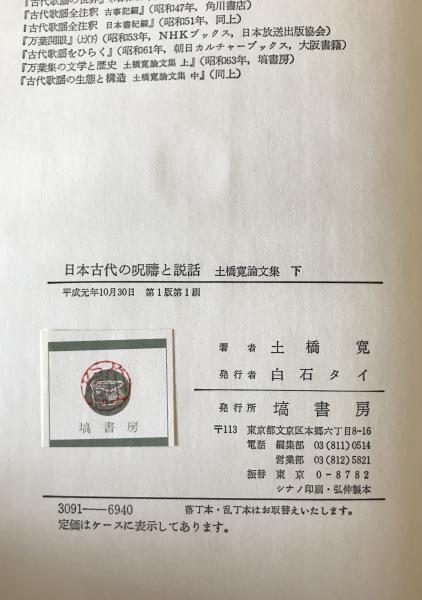 『古代歌謡全注釈 古事記編』(昭和47年，角川書店)
『古代歌謡全注釈 日本書紀編』(昭和51年，同上)
『万葉開眼』(上)(下)(昭和53年，NHKブックス，日本放送出版協会)
『古代歌謡をひらく』(昭和61年，朝日カルチャーブックス，大阪書籍)
『万葉集の文学と歴史 土橋寛論文集 上』(昭和63年，塙書房)
『古代歌謡の生態と構造 土橋寛論文集 中』(同上)
日本古代の呪禱と説話 土橋寛論文集 下
平成元年10月30日 第1版第1刷
著者 土橋寛
発行者 白石タイ
発行所 塙書房
〒113 東京都文京区本郷六丁目8-16
電話 編集部 03(811)0514
営業部 03(812)5821
振替 東京 0-8782
シナノ印刷・弘伸製本
塙書房
3091――6940 落丁本・乱丁本はお取替えいたします。
定価はケースに表示してあります。